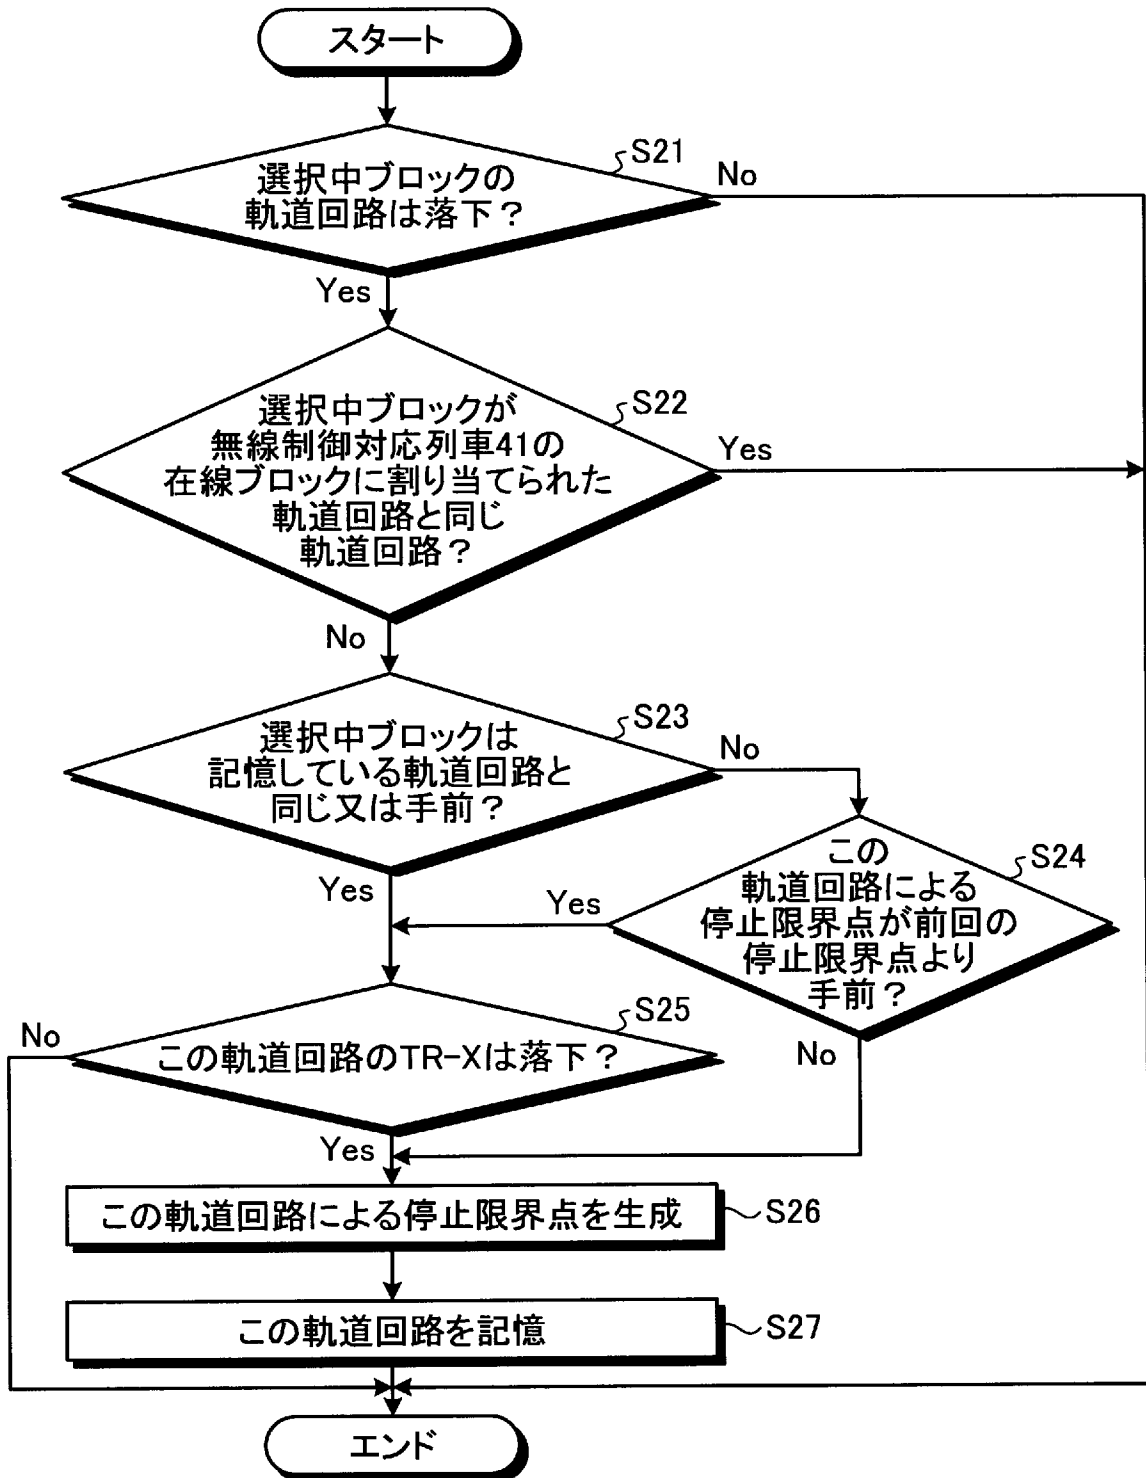 スタート
選択中ブロックの
軌道回路は落下？
S21
No
Yes
選択中ブロックが
無線制御対応列車41の
在線ブロックに割り当てられた
軌道回路と同じ
軌道回路？
S22
Yes
No
選択中ブロックは
記憶している軌道回路と
同じ又は手前？
S23
No
Yes
この
軌道回路による
停止限界点が前回の
停止限界点より
手前？
S24
Yes
No
この軌道回路のTR-Xは落下？
S25
No
Yes
この軌道回路による停止限界点を生成
S26
この軌道回路を記憶
S27
エンド